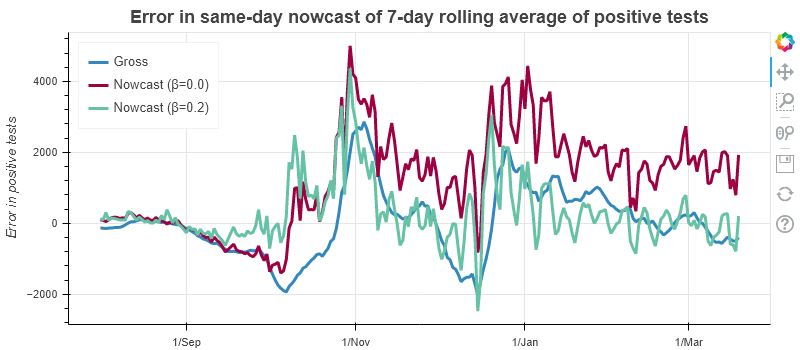 Error in same-day nowcast of 7-day rolling average of positive tests
Gross
Nowcast (β=0.0)
Nowcast (β=0.2)
Error in positive tests
4000
2000
0
−2000
1/Sep
1/Nov
1/Jan
1/Mar